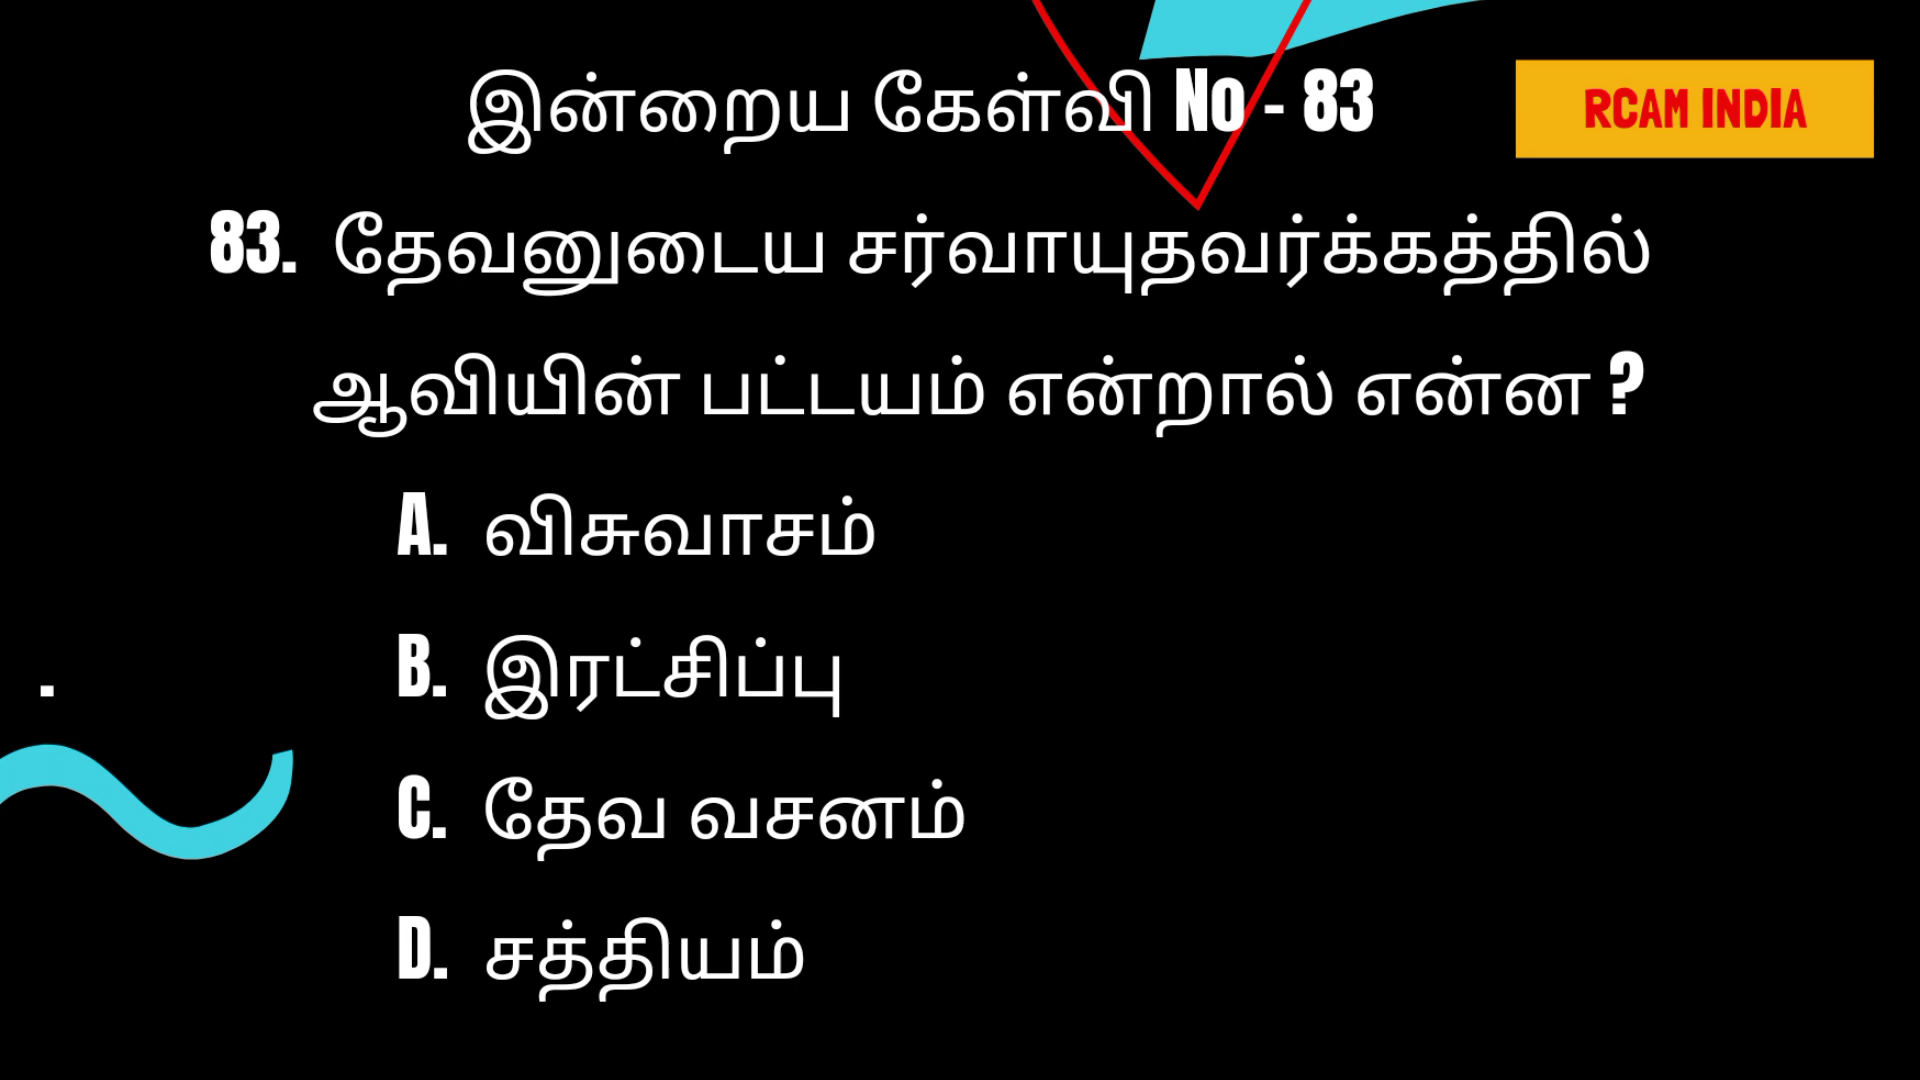 இன்றைய கேள்வி No - 83
RCAM INDIA
83. தேவனுடைய சர்வாயுதவர்க்கத்தில்
ஆவியின் பட்டயம் என்றால் என்ன ?
A. விசுவாசம்
B. இரட்சிப்பு
.
C. தேவ வசனம்
D. சத்தியம்